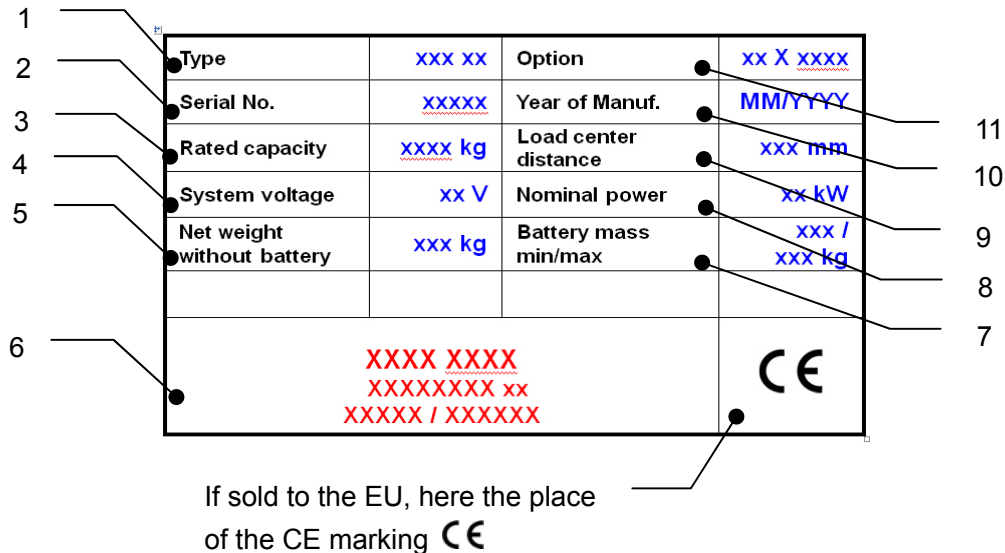 1
2
3
4
5
6
Type xxx xx Option xx X xxxx
Serial No. xxxxx Year of Manuf. MM/YYYY
Rated capacity xxxx kg Load center
distance xxx mm
System voltage xx V Nominal power xx kW
Net weight
without battery xxx kg Battery mass
min/max xxx /
xxx kg
XXXX XXXX
XXXXXXXX xx
XXXXX / XXXXXX
CE
11
10
9
8
7
If sold to the EU, here the place
of the CE marking CE